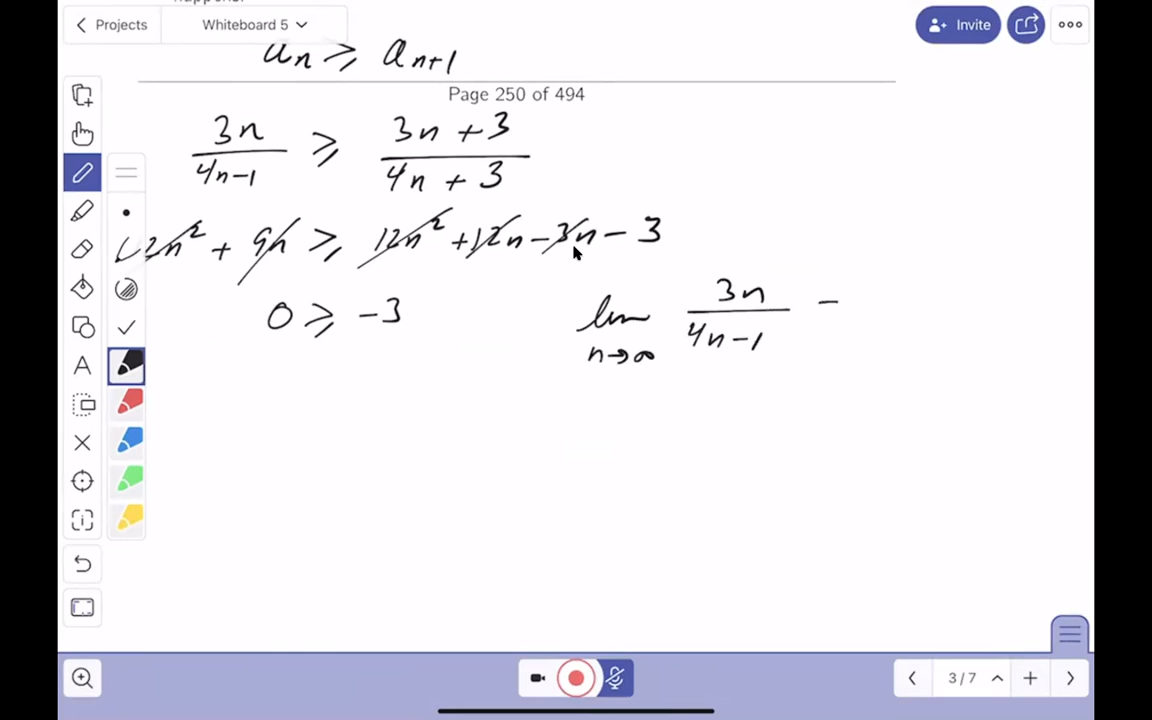 happens.
Projects
Whiteboard 5
Invite
aₙ ⩾ aₙ₊₁
Page 250 of 494
3n/(4n-1) ⩾ (3n + 3)/(4n + 3)
12n² + 9n ⩾ 12n² + 12n - 3n - 3
0 ⩾ -3
lim n→∞ 3n/(4n-1) =
A
3/7